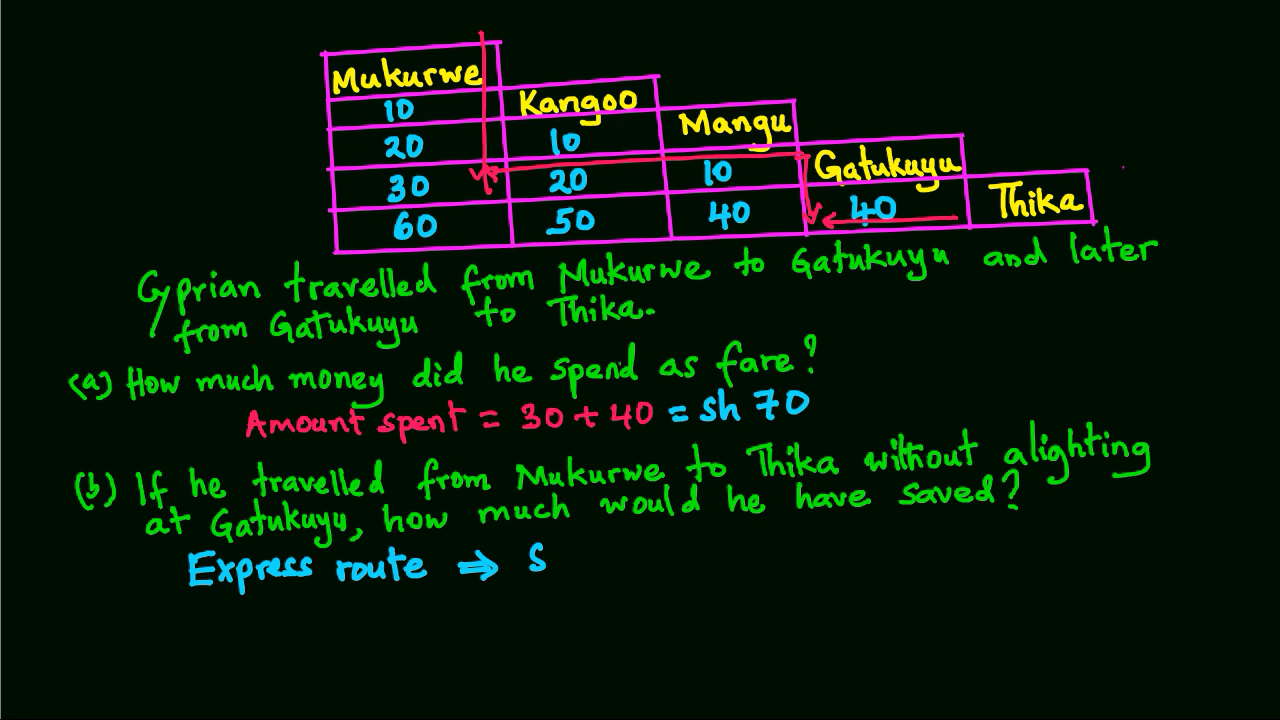 Mukurwe
10 Kangoo
20 10 Mangu
30 20 10 Gatukuyu
60 50 40 40 Thika
Cyprian travelled from Mukurwe to Gatukuyu and later
from Gatukuyu to Thika.
(a) How much money did he spend as fare?
Amount spent = 30 + 40 = sh 70
(b) If he travelled from Mukurwe to Thika without alighting
at Gatukuyu, how much would he have saved?
Express route ⇒ s